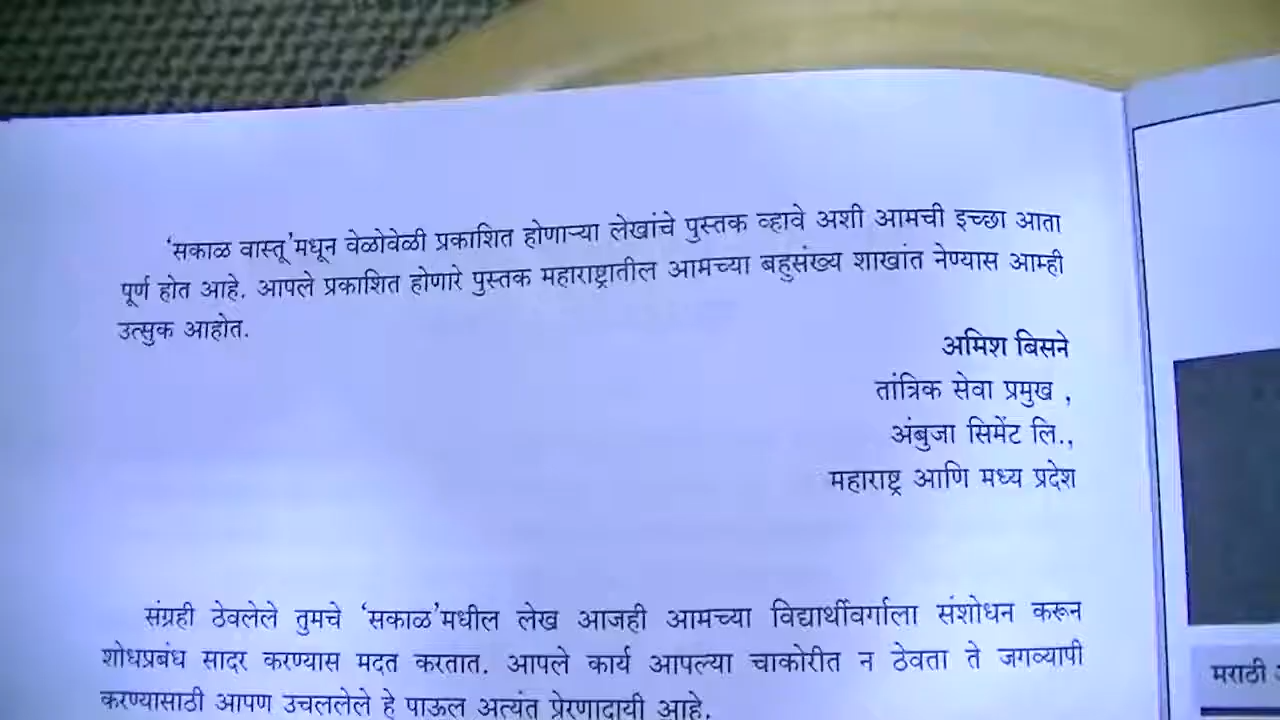 ‘सकाळ वास्तू’मधून वेळोवेळी प्रकाशित होणाऱ्या लेखांचे पुस्तक व्हावे अशी आमची इच्छा आता
पूर्ण होत आहे. आपले प्रकाशित होणारे पुस्तक महाराष्ट्रातील आमच्या बहुसंख्य शाखांत नेण्यास आम्ही
उत्सुक आहोत.
अमिश बिसने
तांत्रिक सेवा प्रमुख ,
अंबुजा सिमेंट लि.,
महाराष्ट्र आणि मध्य प्रदेश
संग्रही ठेवलेले तुमचे ‘सकाळ’मधील लेख आजही आमच्या विद्यार्थीवर्गाला संशोधन करून
शोधप्रबंध सादर करण्यास मदत करतात. आपले कार्य आपल्या चाकोरीत न ठेवता ते जगव्यापी
करण्यासाठी आपण उचललेले हे पाऊल अत्यंत प्रेरणादायी आहे.
मराठी